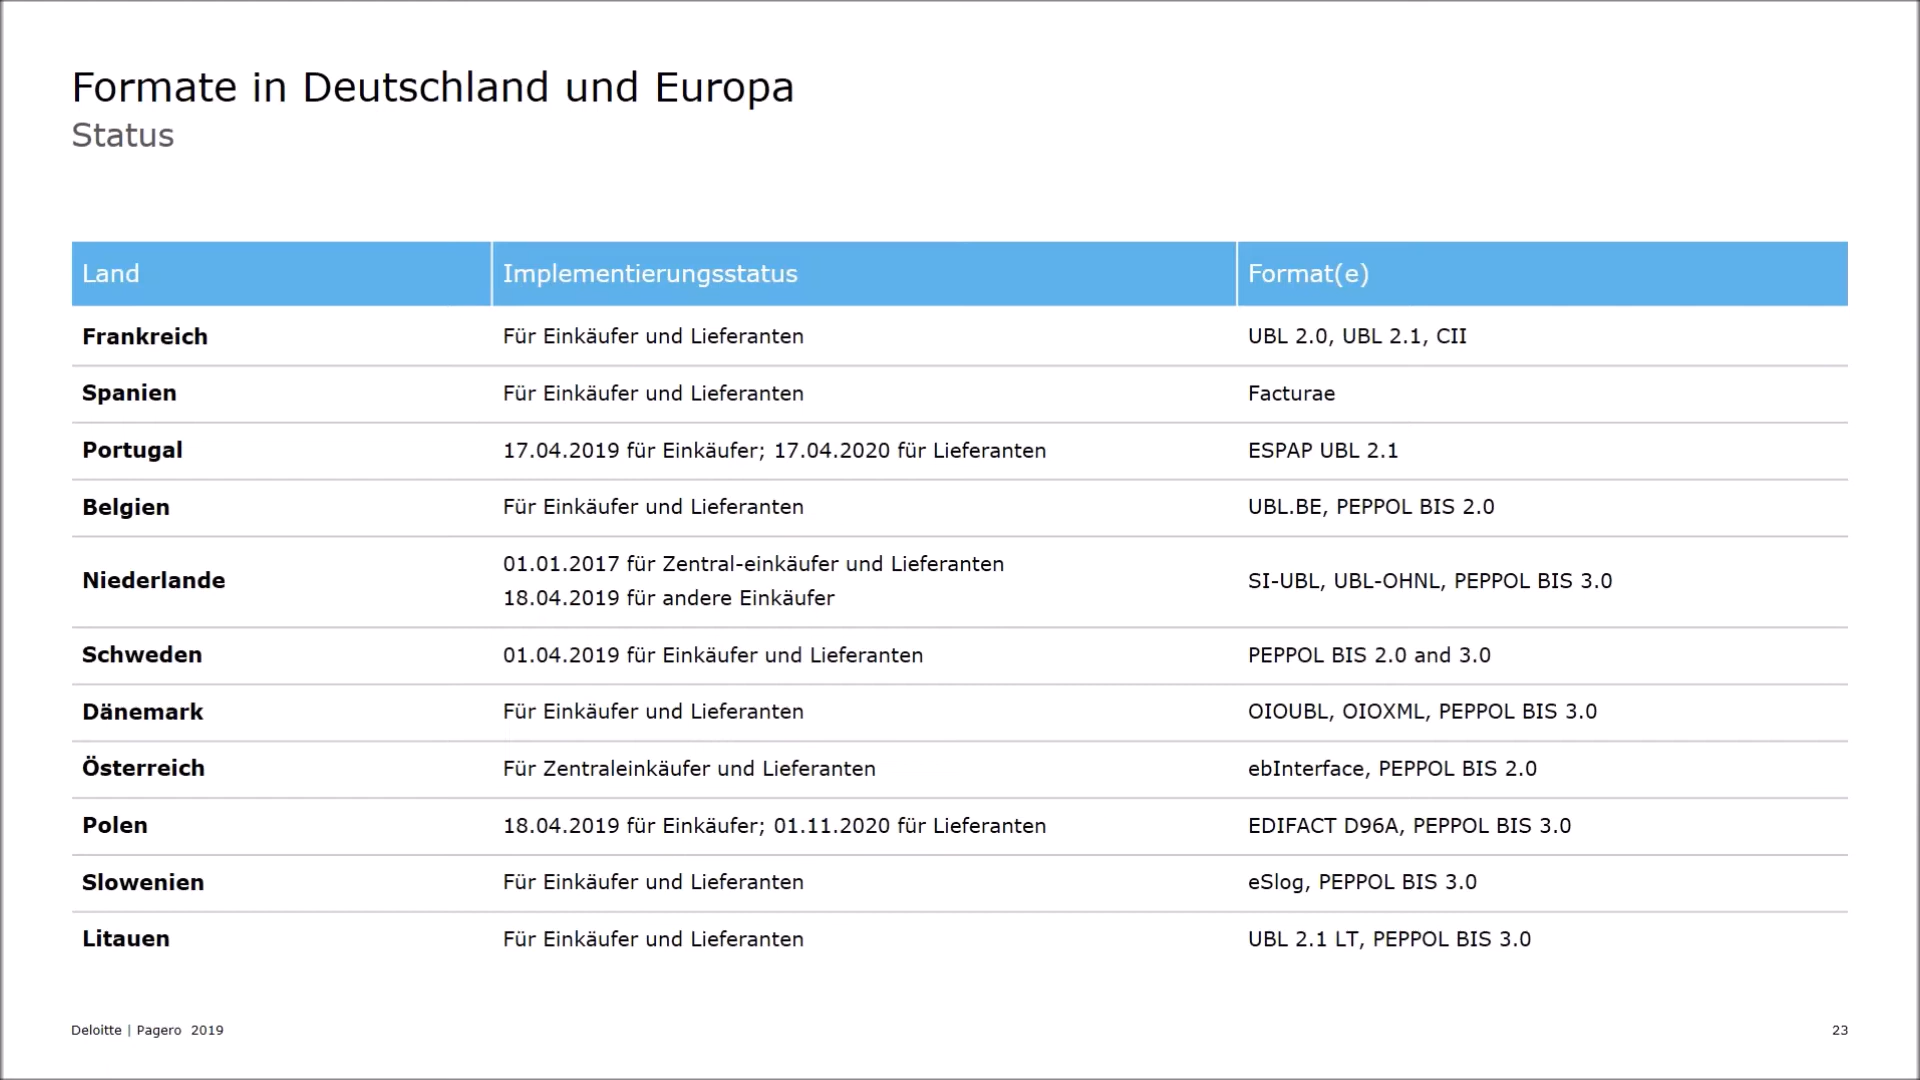 Formate in Deutschland und Europa
Status
Land Implementierungsstatus Format(e)
Frankreich Für Einkäufer und Lieferanten UBL 2.0, UBL 2.1, CII
Spanien Für Einkäufer und Lieferanten Facturae
Portugal 17.04.2019 für Einkäufer; 17.04.2020 für Lieferanten ESPAP UBL 2.1
Belgien Für Einkäufer und Lieferanten UBL.BE, PEPPOL BIS 2.0
Niederlande 01.01.2017 für Zentral-einkäufer und Lieferanten
18.04.2019 für andere Einkäufer SI-UBL, UBL-OHNL, PEPPOL BIS 3.0
Schweden 01.04.2019 für Einkäufer und Lieferanten PEPPOL BIS 2.0 and 3.0
Dänemark Für Einkäufer und Lieferanten OIOUBL, OIOXML, PEPPOL BIS 3.0
Österreich Für Zentraleinkäufer und Lieferanten ebInterface, PEPPOL BIS 2.0
Polen 18.04.2019 für Einkäufer; 01.11.2020 für Lieferanten EDIFACT D96A, PEPPOL BIS 3.0
Slowenien Für Einkäufer und Lieferanten eSlog, PEPPOL BIS 3.0
Litauen Für Einkäufer und Lieferanten UBL 2.1 LT, PEPPOL BIS 3.0
Deloitte | Pagero 2019 23